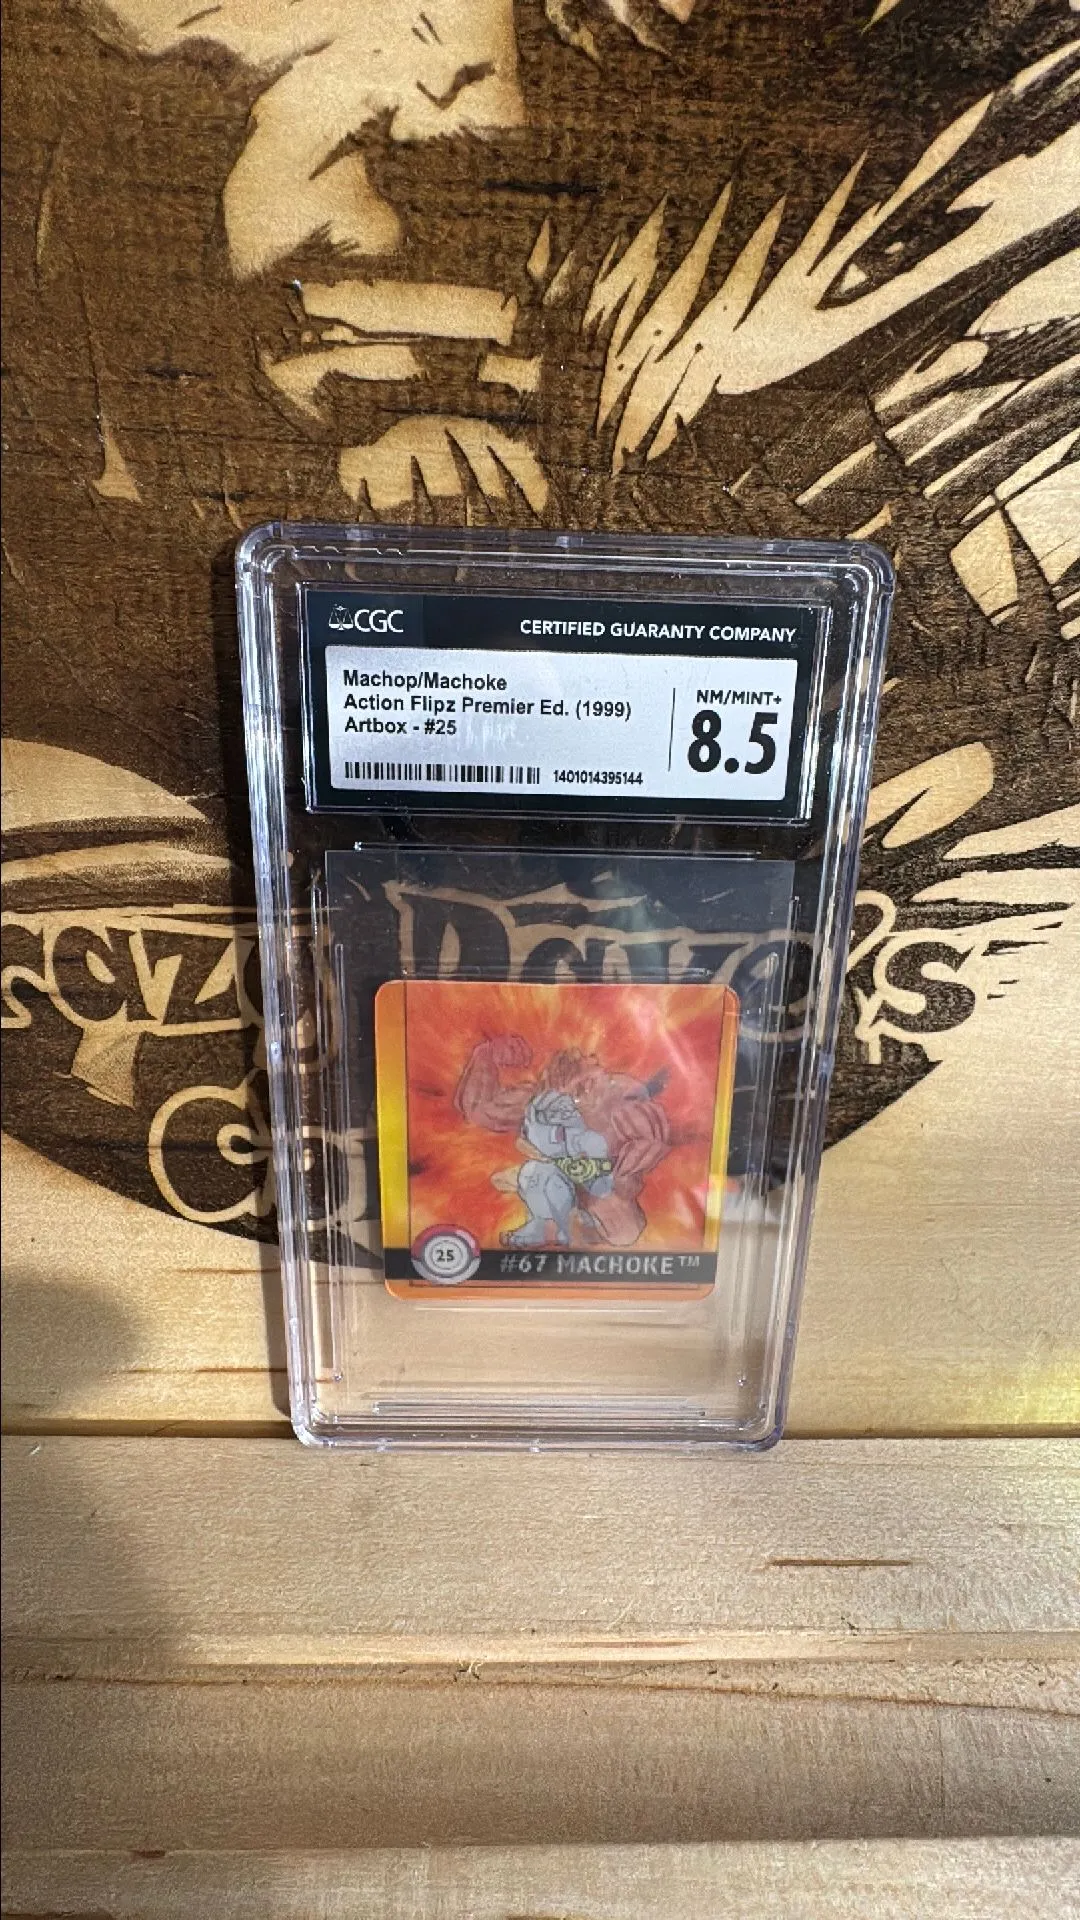 CGC
CERTIFIED GUARANTY COMPANY
Machop/Machoke
Action Flipz Premier Ed. (1999)
Artbox - #25
NM/MINT+
8.5
1401014395144
25
#67 MACHOKE™